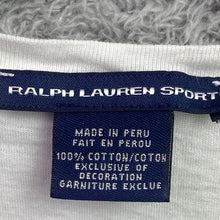 RALPH LAUREN SPORT
MADE IN PERU
FAIT EN PEROU
100% COTTON/COTON
EXCLUSIVE OF
DECORATION
GARNITURE EXCLUE